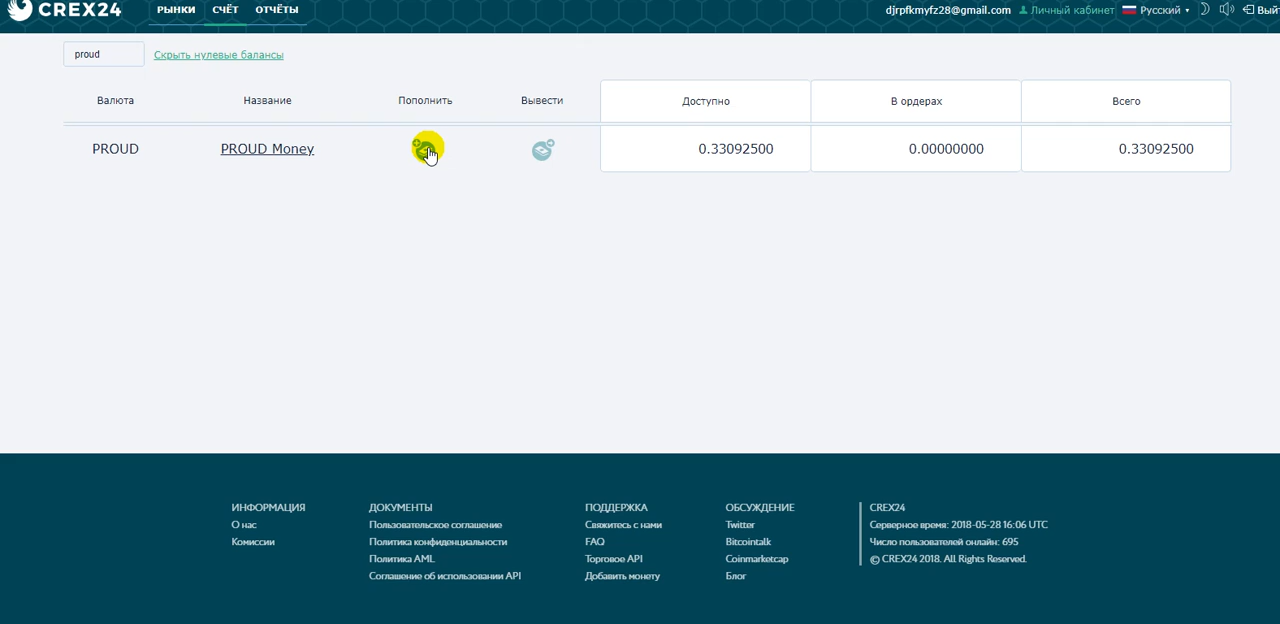 CREX24 РЫНКИ СЧЁТ ОТЧЁТЫ djrpfkmyfz28@gmail.com Личный кабинет Русский
proud Скрыть нулевые балансы
Валюта Название Пополнить Вывести Доступно В ордерах Всего
PROUD PROUD Money 0.33092500 0.00000000 0.33092500
ИНФОРМАЦИЯ ДОКУМЕНТЫ ПОДДЕРЖКА ОБСУЖДЕНИЕ CREX24
О нас Пользовательское соглашение Свяжитесь с нами Twitter Серверное время: 2018-05-28 16:06 UTC
Комиссии Политика конфиденциальности FAQ Bitcointalk Число пользователей онлайн: 695
Политика AML Торговое API Coinmarketcap © CREX24 2018. All Rights Reserved.
Соглашение об использовании API Добавить монету Блог